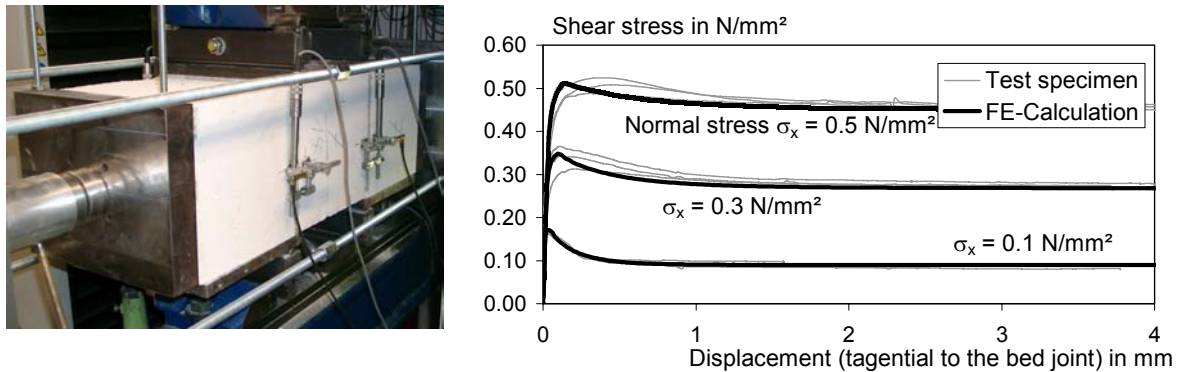 Shear stress in N/mm²
0.60
0.50
0.40
0.30
0.20
0.10
0.00
Test specimen
FE-Calculation
Normal stress σx = 0.5 N/mm²
σx = 0.3 N/mm²
σx = 0.1 N/mm²
0 1 2 3 4
Displacement (tagential to the bed joint) in mm